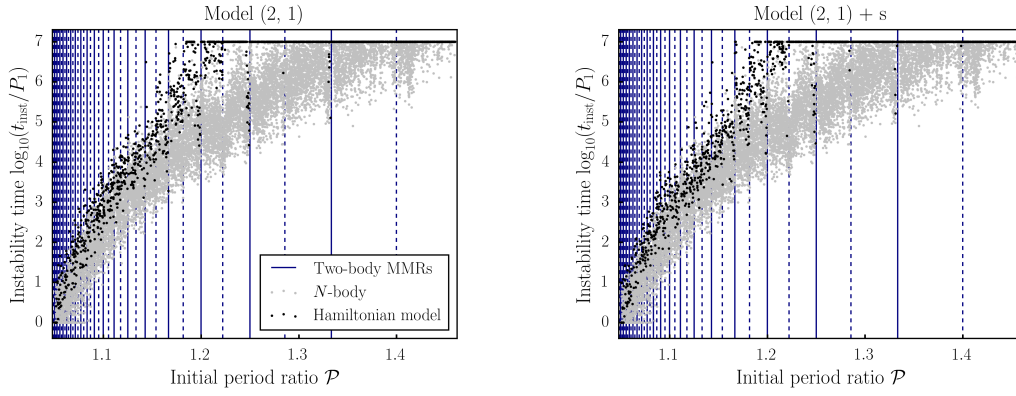 Model (2, 1)
7
6
5
4
3
2
1
0
Instability time log₁₀(t_inst/P₁)
1.1 1.2 1.3 1.4
Initial period ratio 𝒫
Two-body MMRs
N-body
Hamiltonian model
Model (2, 1) + s
7
6
5
4
3
2
1
0
Instability time log₁₀(t_inst/P₁)
1.1 1.2 1.3 1.4
Initial period ratio 𝒫